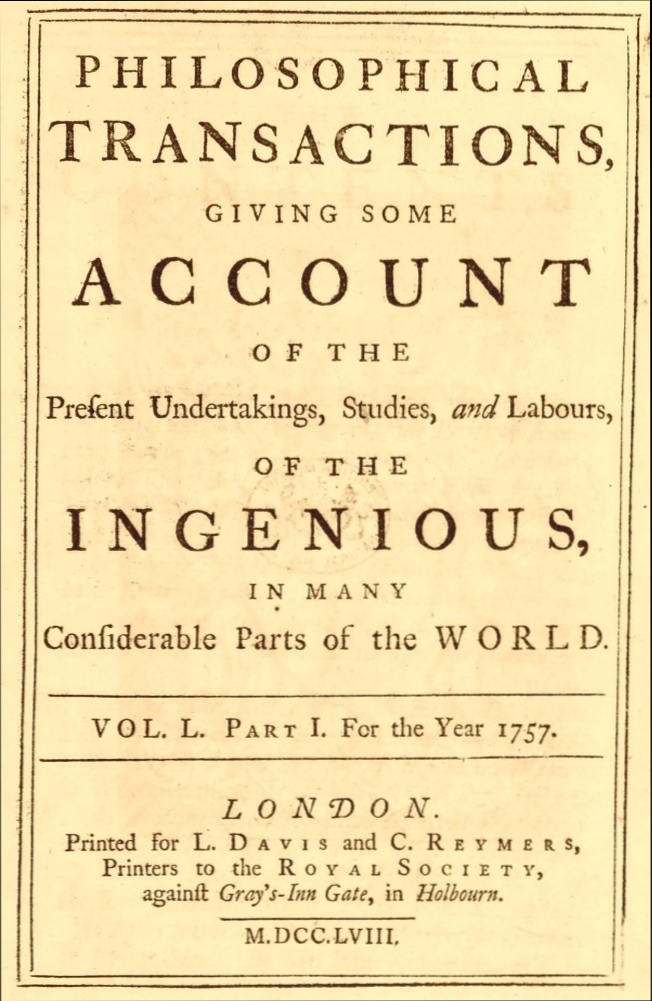 PHILOSOPHICAL
TRANSACTIONS,
GIVING SOME
ACCOUNT
OF THE
Preſent Undertakings, Studies, and Labours,
OF THE
INGENIOUS,
IN MANY
Conſiderable Parts of the WORLD.
VOL. L. PART I. For the Year 1757.
LONDON.
Printed for L. DAVIS and C. REYMERS,
Printers to the ROYAL SOCIETY,
againſt Gray's-Inn Gate, in Holbourn.
M.DCC.LVIII.